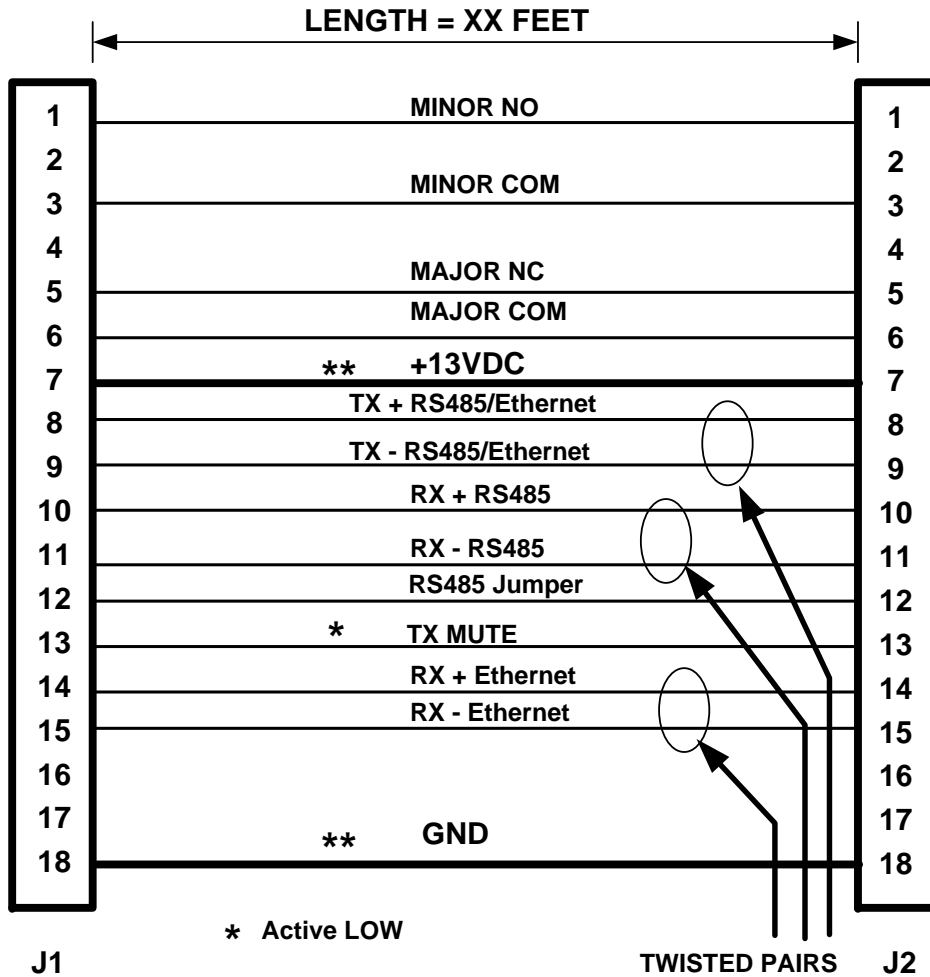 LENGTH = XX FEET
1 MINOR NO 1
2 2
3 MINOR COM 3
4 4
5 MAJOR NC 5
6 MAJOR COM 6
7 ** +13VDC 7
8 TX + RS485/Ethernet 8
9 TX - RS485/Ethernet 9
10 RX + RS485 10
11 RX - RS485 11
12 RS485 Jumper 12
13 * TX MUTE 13
14 RX + Ethernet 14
15 RX - Ethernet 15
16 16
17 17
18 ** GND 18
* Active LOW
J1 TWISTED PAIRS J2